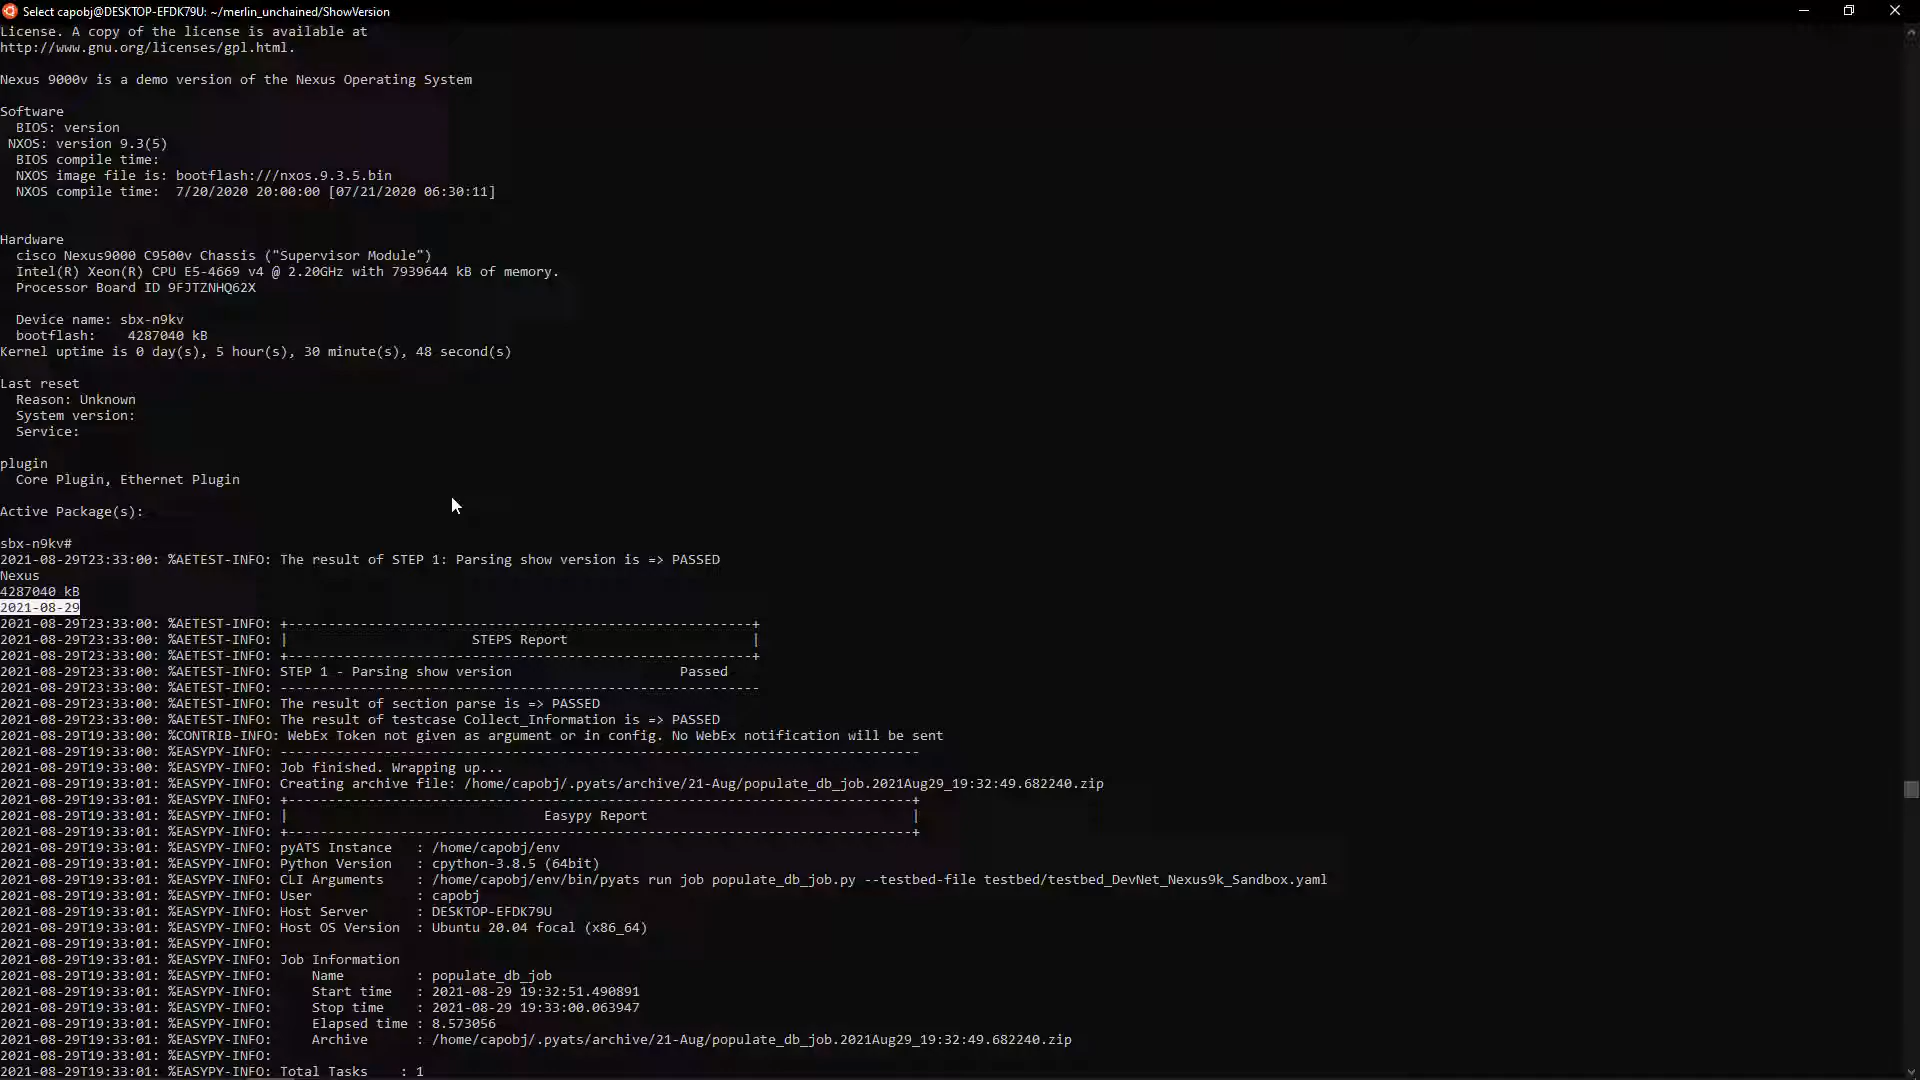 Select capobj@DESKTOP-EFDK79U: ~/merlin_unchained/ShowVersion
License. A copy of the license is available at
http://www.gnu.org/licenses/gpl.html.
Nexus 9000v is a demo version of the Nexus Operating System
Software
BIOS: version
NXOS: version 9.3(5)
BIOS compile time:
NXOS image file is: bootflash:///nxos.9.3.5.bin
NXOS compile time:  7/20/2020 20:00:00 [07/21/2020 06:30:11]
Hardware
cisco Nexus9000 C9500v Chassis ("Supervisor Module")
Intel(R) Xeon(R) CPU E5-4669 v4 @ 2.20GHz with 7939644 kB of memory.
Processor Board ID 9FJTZNHQ62X
Device name: sbx-n9kv
bootflash:    4287040 kB
Kernel uptime is 0 day(s), 5 hour(s), 30 minute(s), 48 second(s)
Last reset
Reason: Unknown
System version:
Service:
plugin
Core Plugin, Ethernet Plugin
Active Package(s):
sbx-n9kv#
2021-08-29T23:33:00: %AETEST-INFO: The result of STEP 1: Parsing show version is => PASSED
Nexus
4287040 kB
2021-08-29
2021-08-29T23:33:00: %AETEST-INFO: +----------------------------------------------------------+
2021-08-29T23:33:00: %AETEST-INFO: |                       STEPS Report                       |
2021-08-29T23:33:00: %AETEST-INFO: +----------------------------------------------------------+
2021-08-29T23:33:00: %AETEST-INFO: STEP 1 - Parsing show version                     Passed
2021-08-29T23:33:00: %AETEST-INFO: ------------------------------------------------------------
2021-08-29T23:33:00: %AETEST-INFO: The result of section parse is => PASSED
2021-08-29T23:33:00: %AETEST-INFO: The result of testcase Collect_Information is => PASSED
2021-08-29T19:33:00: %CONTRIB-INFO: WebEx Token not given as argument or in config. No WebEx notification will be sent
2021-08-29T19:33:00: %EASYPY-INFO: --------------------------------------------------------------------------------
2021-08-29T19:33:00: %EASYPY-INFO: Job finished. Wrapping up...
2021-08-29T19:33:01: %EASYPY-INFO: Creating archive file: /home/capobj/.pyats/archive/21-Aug/populate_db_job.2021Aug29_19:32:49.682240.zip
2021-08-29T19:33:01: %EASYPY-INFO: +------------------------------------------------------------------------------+
2021-08-29T19:33:01: %EASYPY-INFO: |                                Easypy Report                                 |
2021-08-29T19:33:01: %EASYPY-INFO: +------------------------------------------------------------------------------+
2021-08-29T19:33:01: %EASYPY-INFO: pyATS Instance   : /home/capobj/env
2021-08-29T19:33:01: %EASYPY-INFO: Python Version   : cpython-3.8.5 (64bit)
2021-08-29T19:33:01: %EASYPY-INFO: CLI Arguments    : /home/capobj/env/bin/pyats run job populate_db_job.py --testbed-file testbed/testbed_DevNet_Nexus9k_Sandbox.yaml
2021-08-29T19:33:01: %EASYPY-INFO: User             : capobj
2021-08-29T19:33:01: %EASYPY-INFO: Host Server      : DESKTOP-EFDK79U
2021-08-29T19:33:01: %EASYPY-INFO: Host OS Version  : Ubuntu 20.04 focal (x86_64)
2021-08-29T19:33:01: %EASYPY-INFO:
2021-08-29T19:33:01: %EASYPY-INFO: Job Information
2021-08-29T19:33:01: %EASYPY-INFO:     Name         : populate_db_job
2021-08-29T19:33:01: %EASYPY-INFO:     Start time   : 2021-08-29 19:32:51.490891
2021-08-29T19:33:01: %EASYPY-INFO:     Stop time    : 2021-08-29 19:33:00.063947
2021-08-29T19:33:01: %EASYPY-INFO:     Elapsed time : 8.573056
2021-08-29T19:33:01: %EASYPY-INFO:     Archive      : /home/capobj/.pyats/archive/21-Aug/populate_db_job.2021Aug29_19:32:49.682240.zip
2021-08-29T19:33:01: %EASYPY-INFO:
2021-08-29T19:33:01: %EASYPY-INFO: Total Tasks    : 1